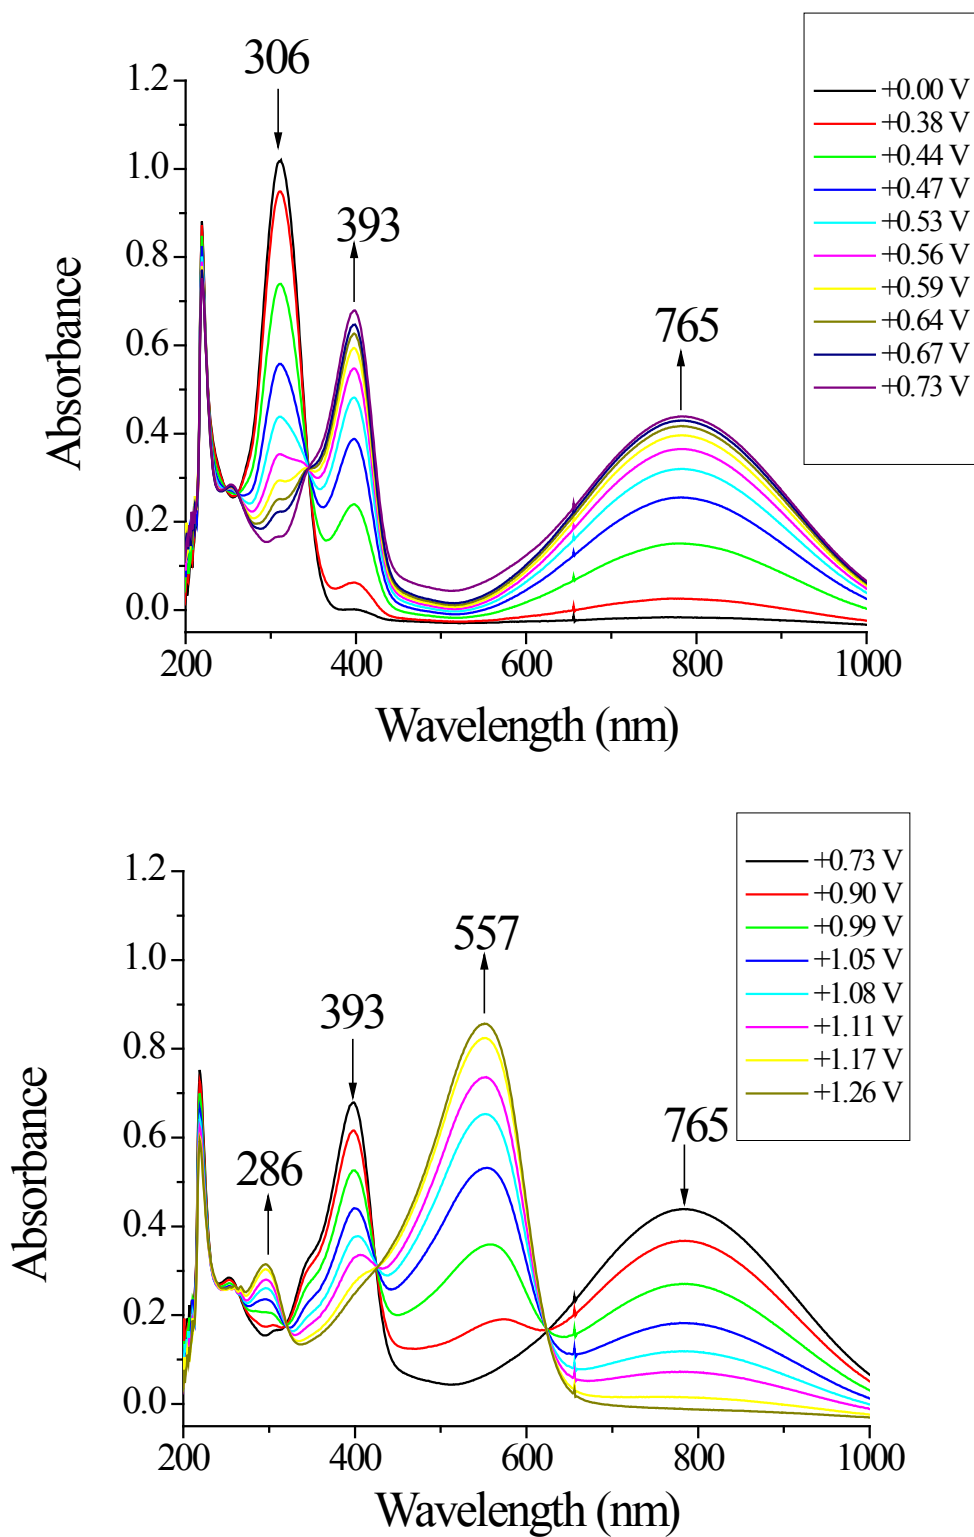 306
393
765
+0.00 V
+0.38 V
+0.44 V
+0.47 V
+0.53 V
+0.56 V
+0.59 V
+0.64 V
+0.67 V
+0.73 V
1.2
1.0
0.8
0.6
0.4
0.2
0.0
Absorbance
200 400 600 800 1000
Wavelength (nm)
286
393
557
765
+0.73 V
+0.90 V
+0.99 V
+1.05 V
+1.08 V
+1.11 V
+1.17 V
+1.26 V
1.2
1.0
0.8
0.6
0.4
0.2
0.0
Absorbance
200 400 600 800 1000
Wavelength (nm)